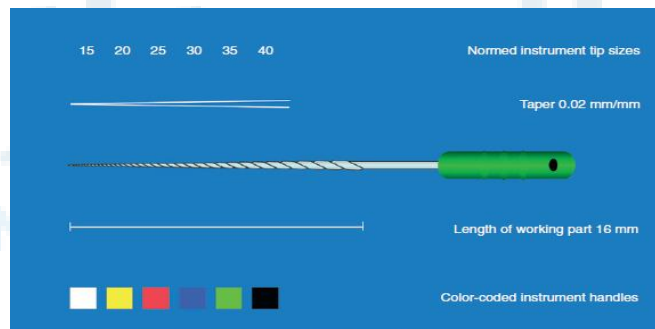 15 20 25 30 35 40 Normed instrument tip sizes
Taper 0.02 mm/mm
Length of working part 16 mm
Color-coded instrument handles